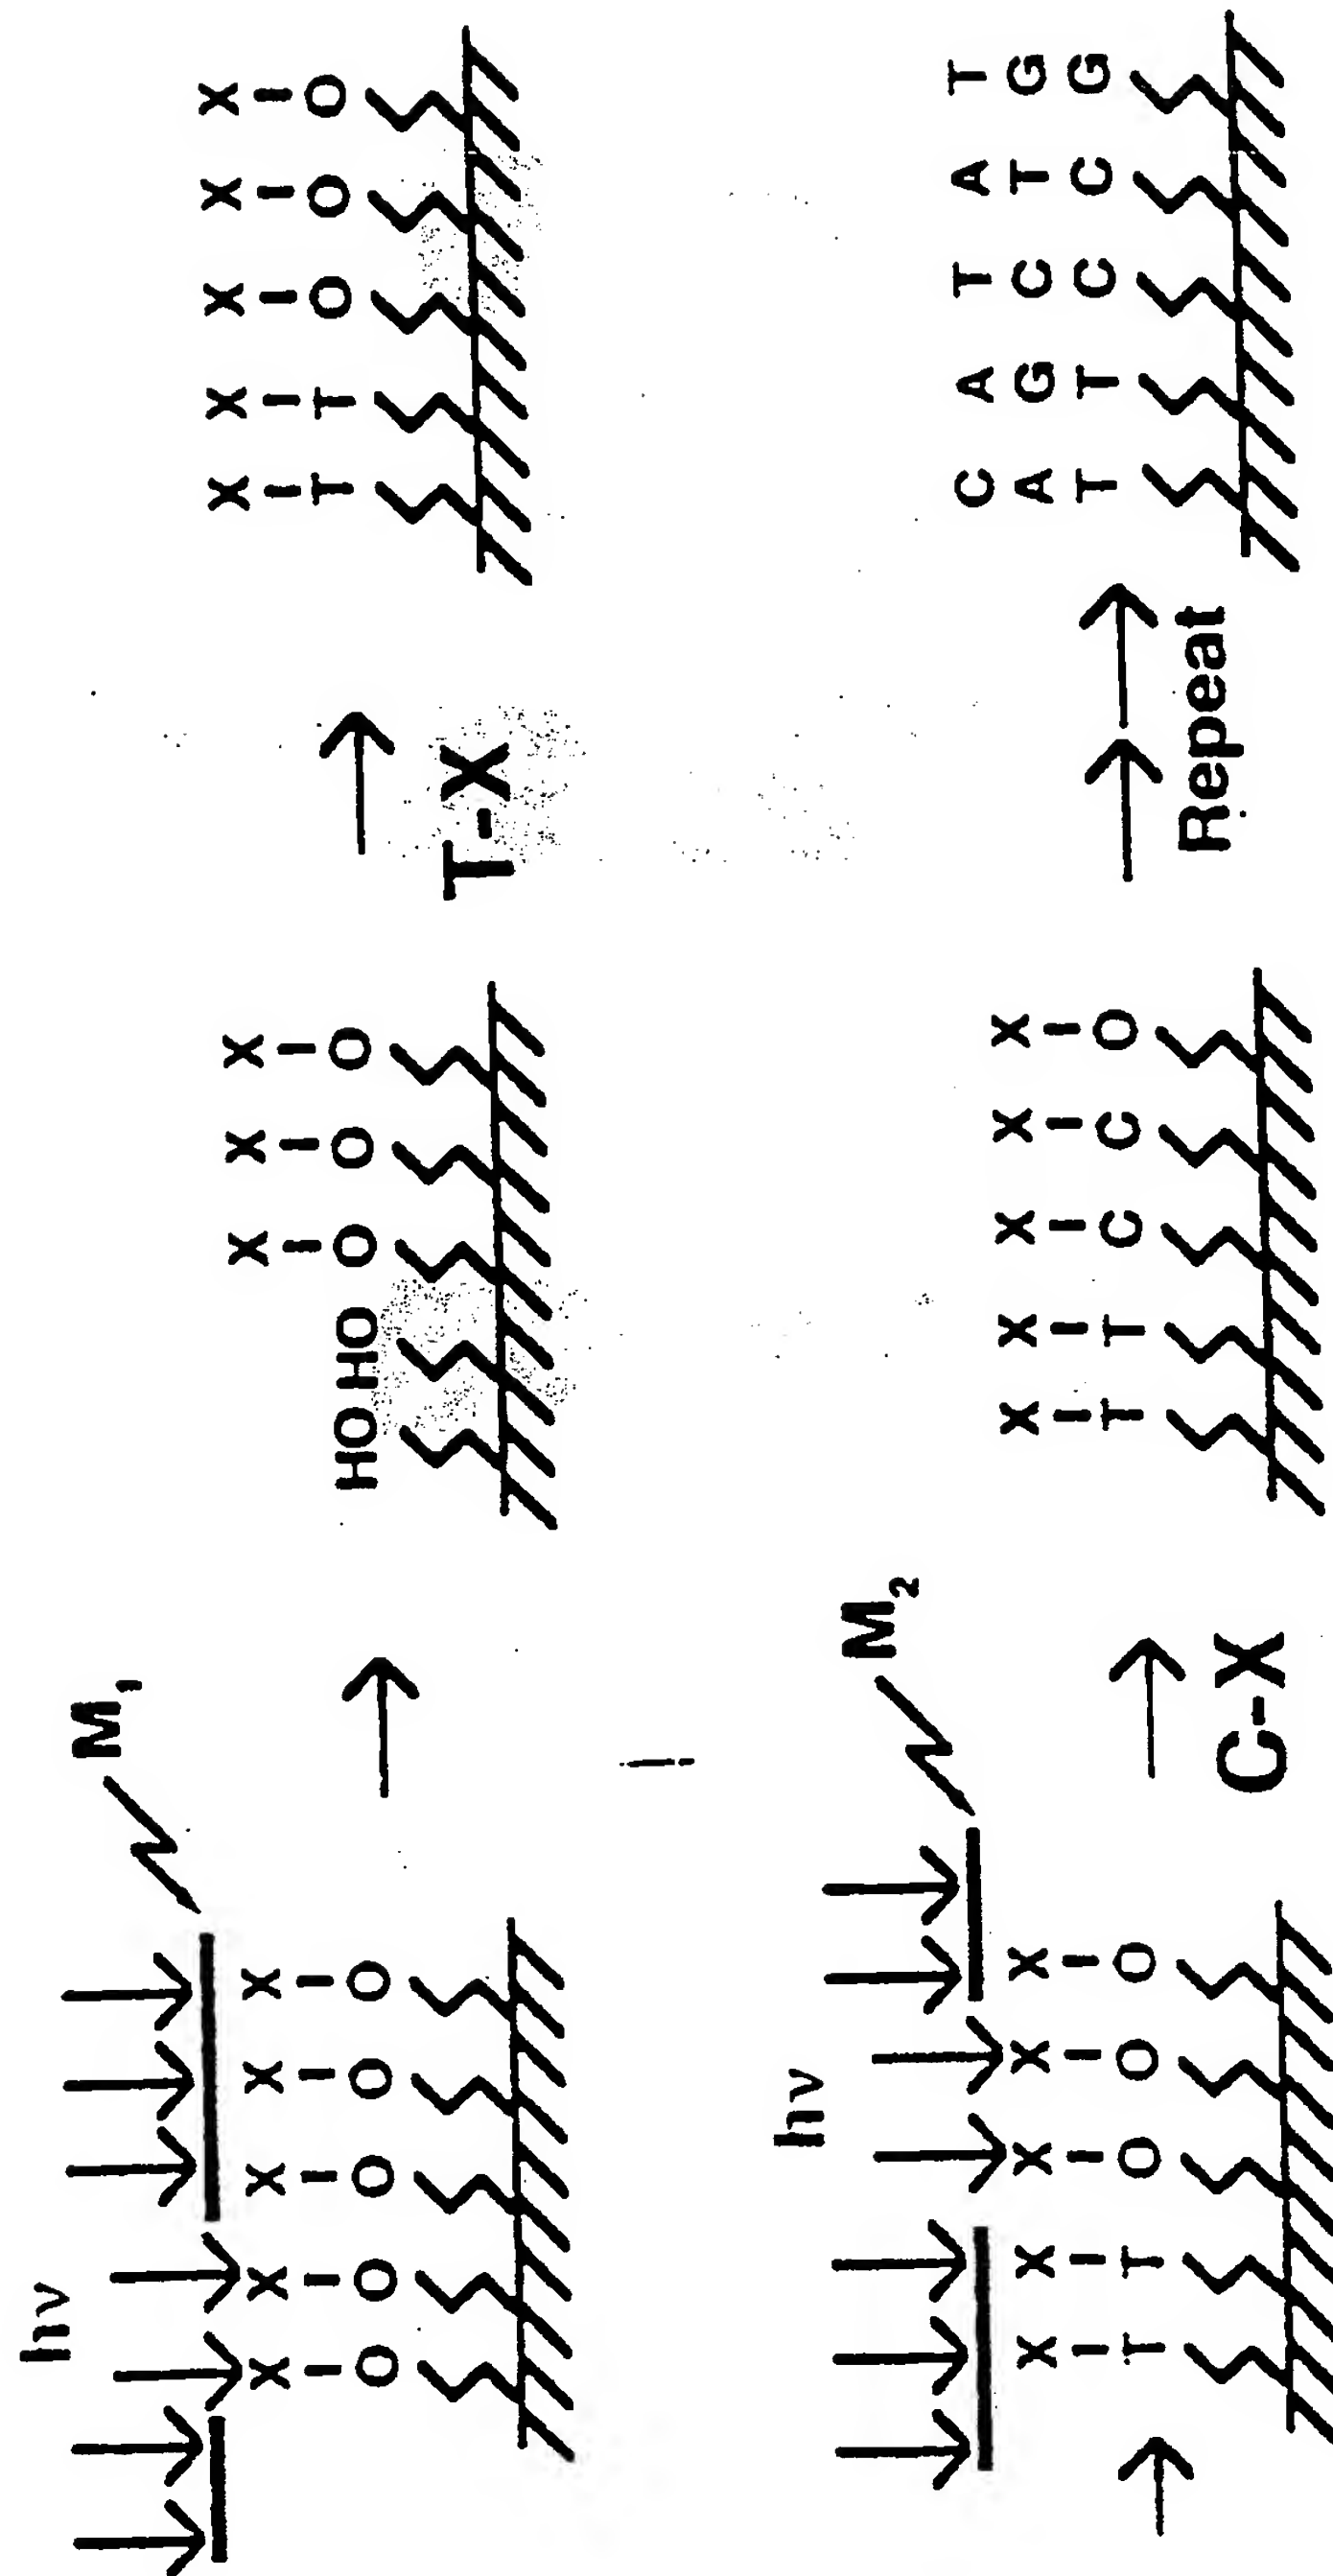 hν
M₁
X X X X X
O O O O O
X X X
HO HO O O O
T-X
X X X X X
T T O O O
hν
M₂
X X X X X
T T O O O
C-X
X X X X X
T T C C O
Repeat
C A T A T
A G C T G
T T C C G